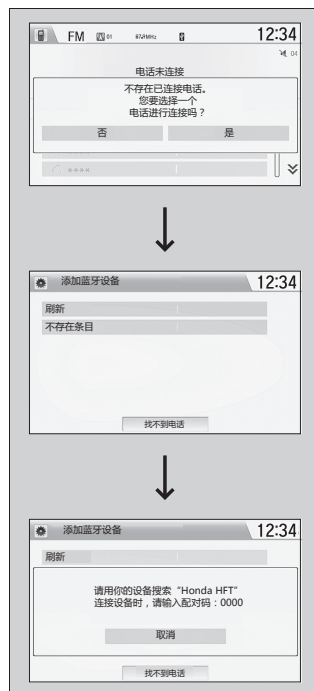 FM 01 87.9MHz 12:34
04
电话未连接
不存在已连接电话。
您要选择一个
电话进行连接吗？
否 是
添加蓝牙设备 12:34
刷新
不存在条目
找不到电话
添加蓝牙设备 12:34
刷新
请用你的设备搜索“Honda HFT”
连接设备时，请输入配对码：0000
取消
找不到电话